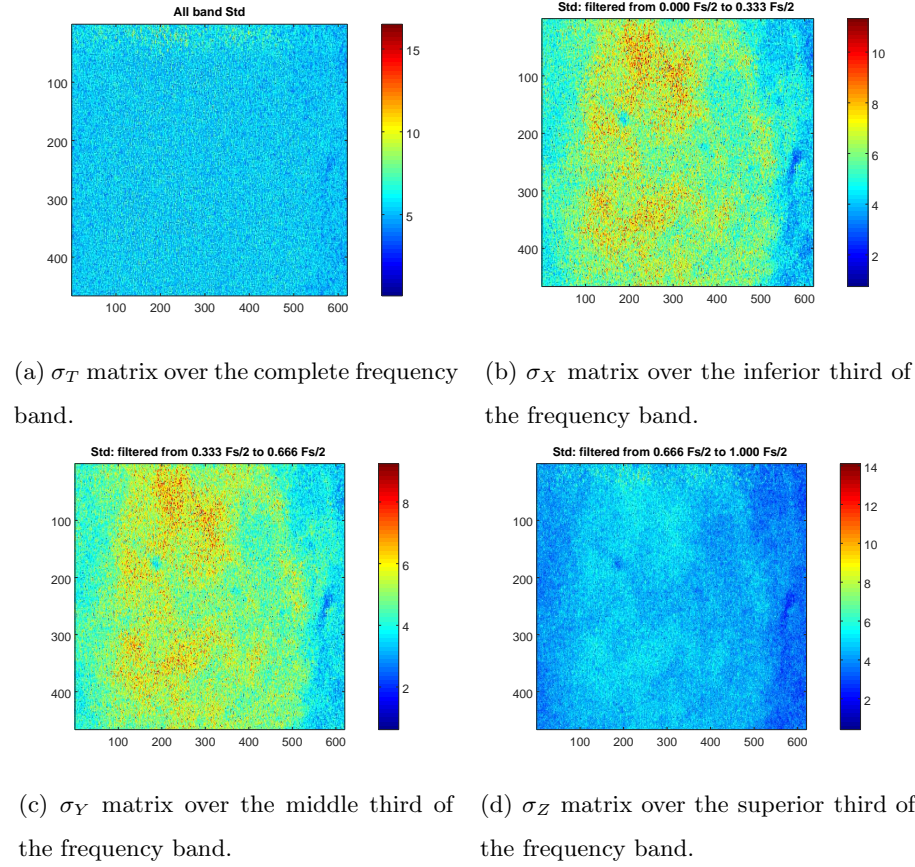 All band Std
100
200
300
400
100 200 300 400 500 600
15
10
5
Std: filtered from 0.000 Fs/2 to 0.333 Fs/2
100
200
300
400
100 200 300 400 500 600
10
8
6
4
2
(a) σT matrix over the complete frequency
band.
(b) σX matrix over the inferior third of
the frequency band.
Std: filtered from 0.333 Fs/2 to 0.666 Fs/2
100
200
300
400
100 200 300 400 500 600
8
6
4
2
Std: filtered from 0.666 Fs/2 to 1.000 Fs/2
100
200
300
400
100 200 300 400 500 600
14
12
10
8
6
4
2
(c) σY matrix over the middle third of
the frequency band.
(d) σZ matrix over the superior third of
the frequency band.